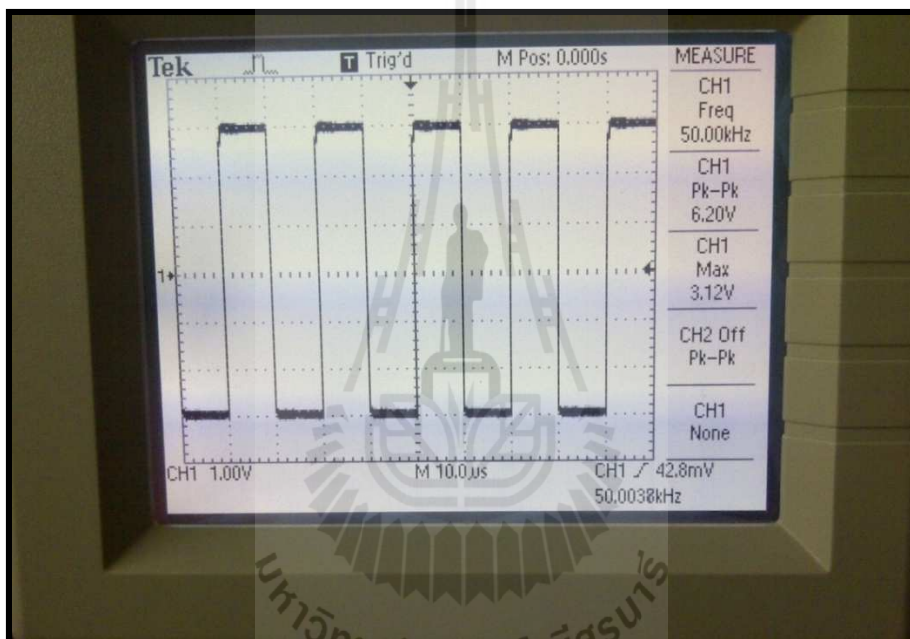 Tek
T Trig'd
M Pos: 0.000s
MEASURE
CH1
Freq
50.00kHz
CH1
Pk-Pk
6.20V
CH1
Max
3.12V
CH2 Off
Pk-Pk
CH1
None
1
CH1 1.00V
M 10.0µs
CH1 42.8mV
50.0038kHz